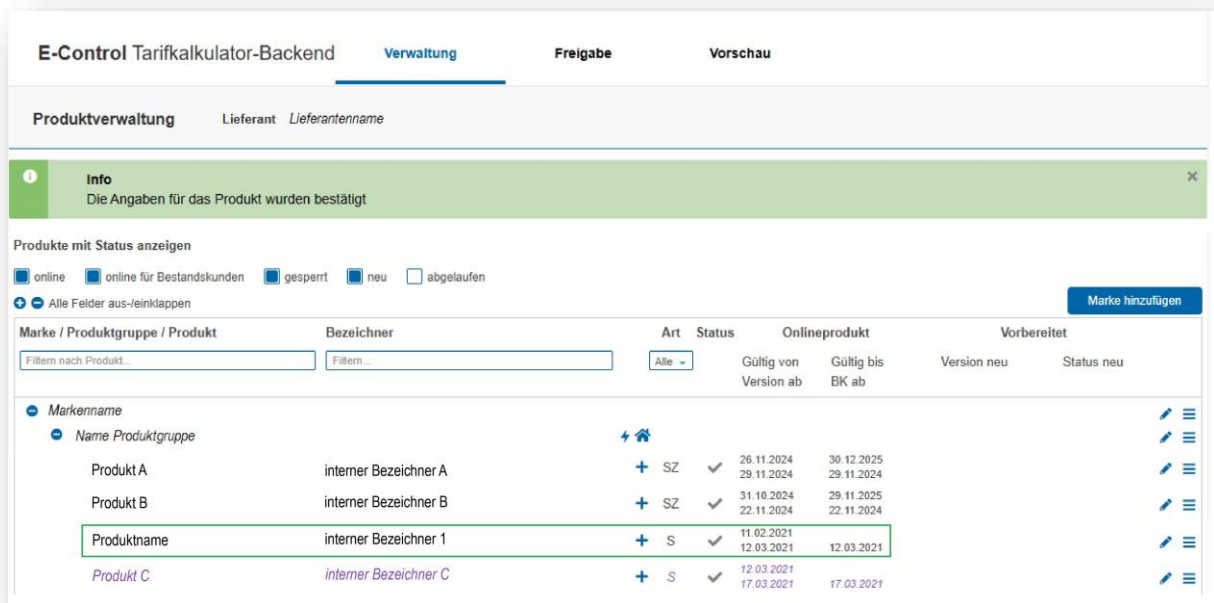 E-Control Tarifkalkulator-Backend Verwaltung Freigabe Vorschau
Produktverwaltung Lieferant Lieferantenname
Info
Die Angaben für das Produkt wurden bestätigt
Produkte mit Status anzeigen
online online für Bestandskunden gesperrt neu abgelaufen
Alle Felder aus-/einklappen Marke hinzufügen
Marke / Produktgruppe / Produkt Bezeichner Art Status Onlineprodukt Vorbereitet
Filtern nach Produkt... Filtern... Alle Gültig von Gültig bis Version neu Status neu
Version ab BK ab
Markenname
Name Produktgruppe
Produkt A interner Bezeichner A SZ 26.11.2024 30.12.2025
29.11.2024 29.11.2024
Produkt B interner Bezeichner B SZ 31.10.2024 29.11.2025
22.11.2024 22.11.2024
Produktname interner Bezeichner 1 S 11.02.2021
12.03.2021 12.03.2021
Produkt C interner Bezeichner C S 12.03.2021
17.03.2021 17.03.2021